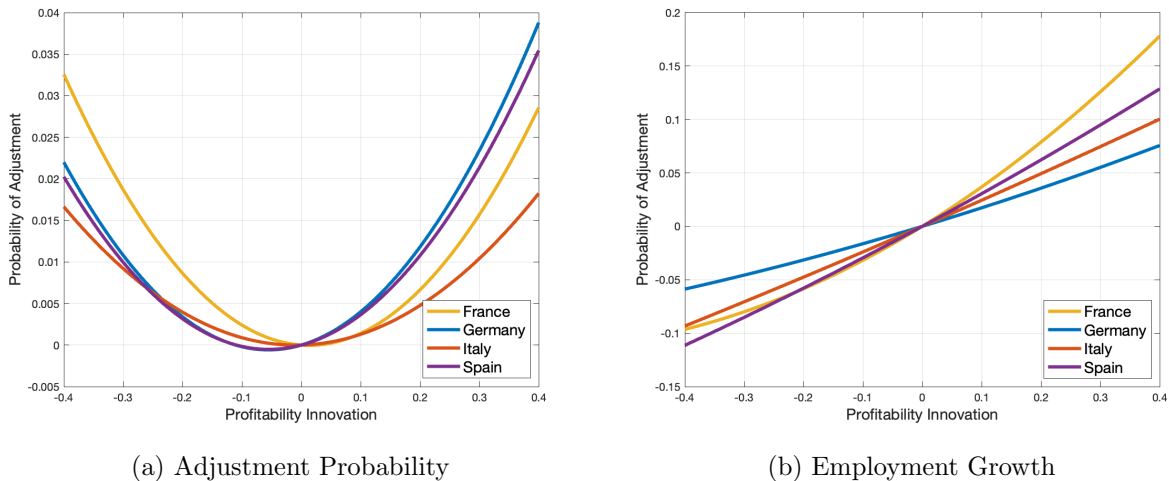 0.04
0.035
0.03
0.025
0.02
0.015
0.01
0.005
0
-0.005
Probability of Adjustment
-0.4 -0.3 -0.2 -0.1 0 0.1 0.2 0.3 0.4
Profitability Innovation
France
Germany
Italy
Spain
(a) Adjustment Probability
0.2
0.15
0.1
0.05
0
-0.05
-0.1
-0.15
Probability of Adjustment
-0.4 -0.3 -0.2 -0.1 0 0.1 0.2 0.3 0.4
Profitability Innovation
France
Germany
Italy
Spain
(b) Employment Growth